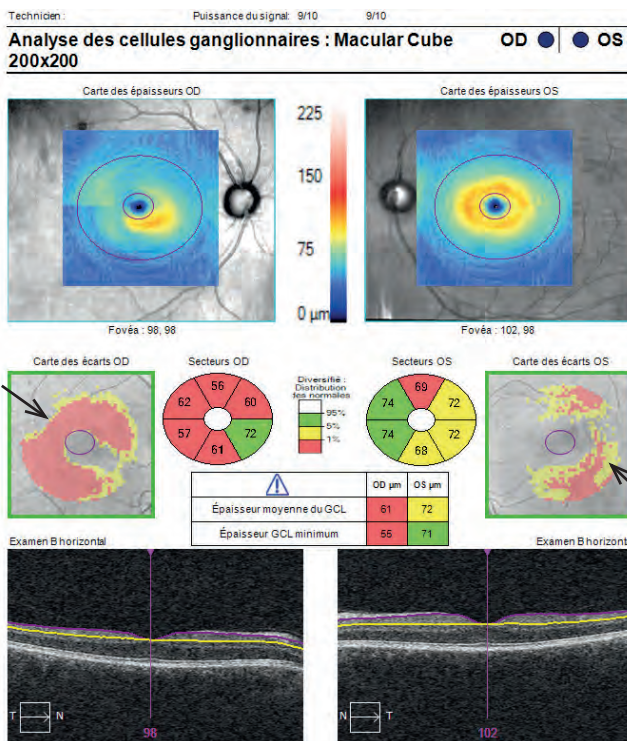 Technicien : Puissance du signal: 9/10 9/10
Analyse des cellules ganglionnaires : Macular Cube 200x200 OD OS
Carte des épaisseurs OD
225
150
75
0 µm
Carte des épaisseurs OS
Fovéa : 98, 98
Fovéa : 102, 98
Carte des écarts OD
Secteurs OD
56
62
60
57
72
61
Diversifié :
Distribution
des normales
95%
5%
1%
Secteurs OS
69
74
72
74
72
68
Carte des écarts OS
OD µm OS µm
Épaisseur moyenne du GCL 61 72
Épaisseur GCL minimum 55 71
Examen B horizontal
Examen B horizont
T N
98
N T
102